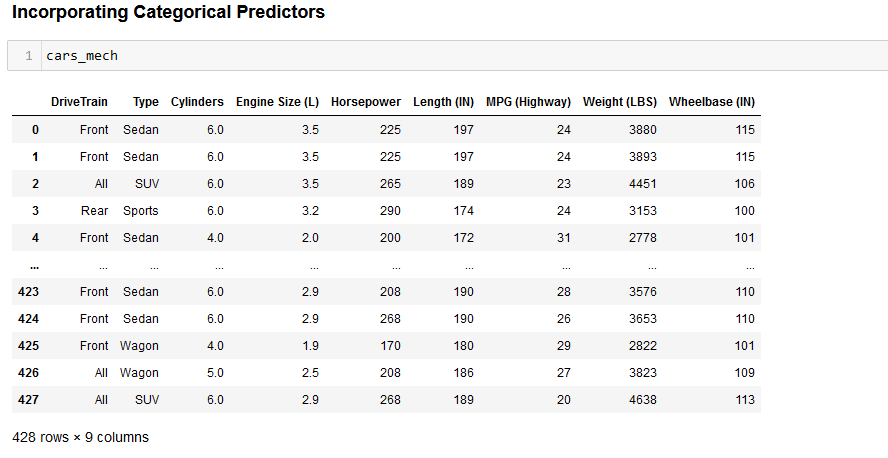 Incorporating Categorical Predictors
1 cars_mech
DriveTrain Type Cylinders Engine Size (L) Horsepower Length (IN) MPG (Highway) Weight (LBS) Wheelbase (IN)
0 Front Sedan 6.0 3.5 225 197 24 3880 115
1 Front Sedan 6.0 3.5 225 197 24 3893 115
2 All SUV 6.0 3.5 265 189 23 4451 106
3 Rear Sports 6.0 3.2 290 174 24 3153 100
4 Front Sedan 4.0 2.0 200 172 31 2778 101
... ... ... ... ... ... ... ... ... ...
423 Front Sedan 6.0 2.9 208 190 28 3576 110
424 Front Sedan 6.0 2.9 268 190 26 3653 110
425 Front Wagon 4.0 1.9 170 180 29 2822 101
426 All Wagon 5.0 2.5 208 186 27 3823 109
427 All SUV 6.0 2.9 268 189 20 4638 113
428 rows × 9 columns